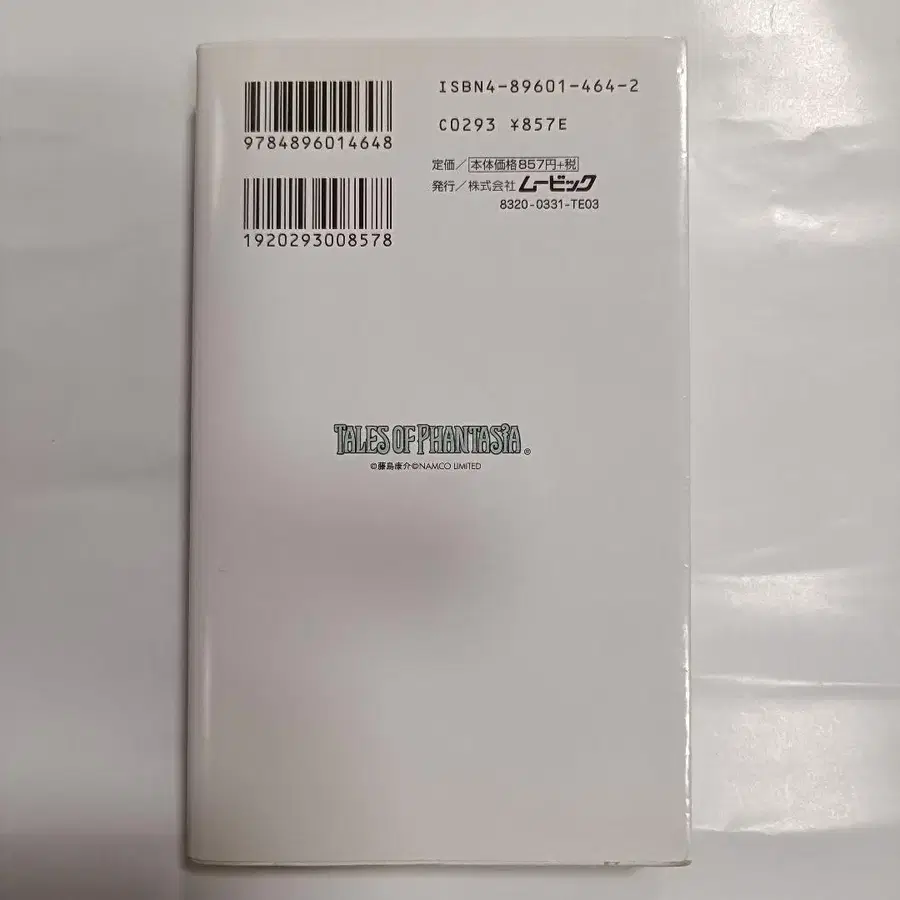 9784896014648
1920293008578
ISBN4-89601-464-2
C0293 ¥857E
定価/本体価格857円+税
発行/株式会社ムービック
8320-0331-TE03
TALES OF PHANTASIA®
©藤島康介©NAMCO LIMITED